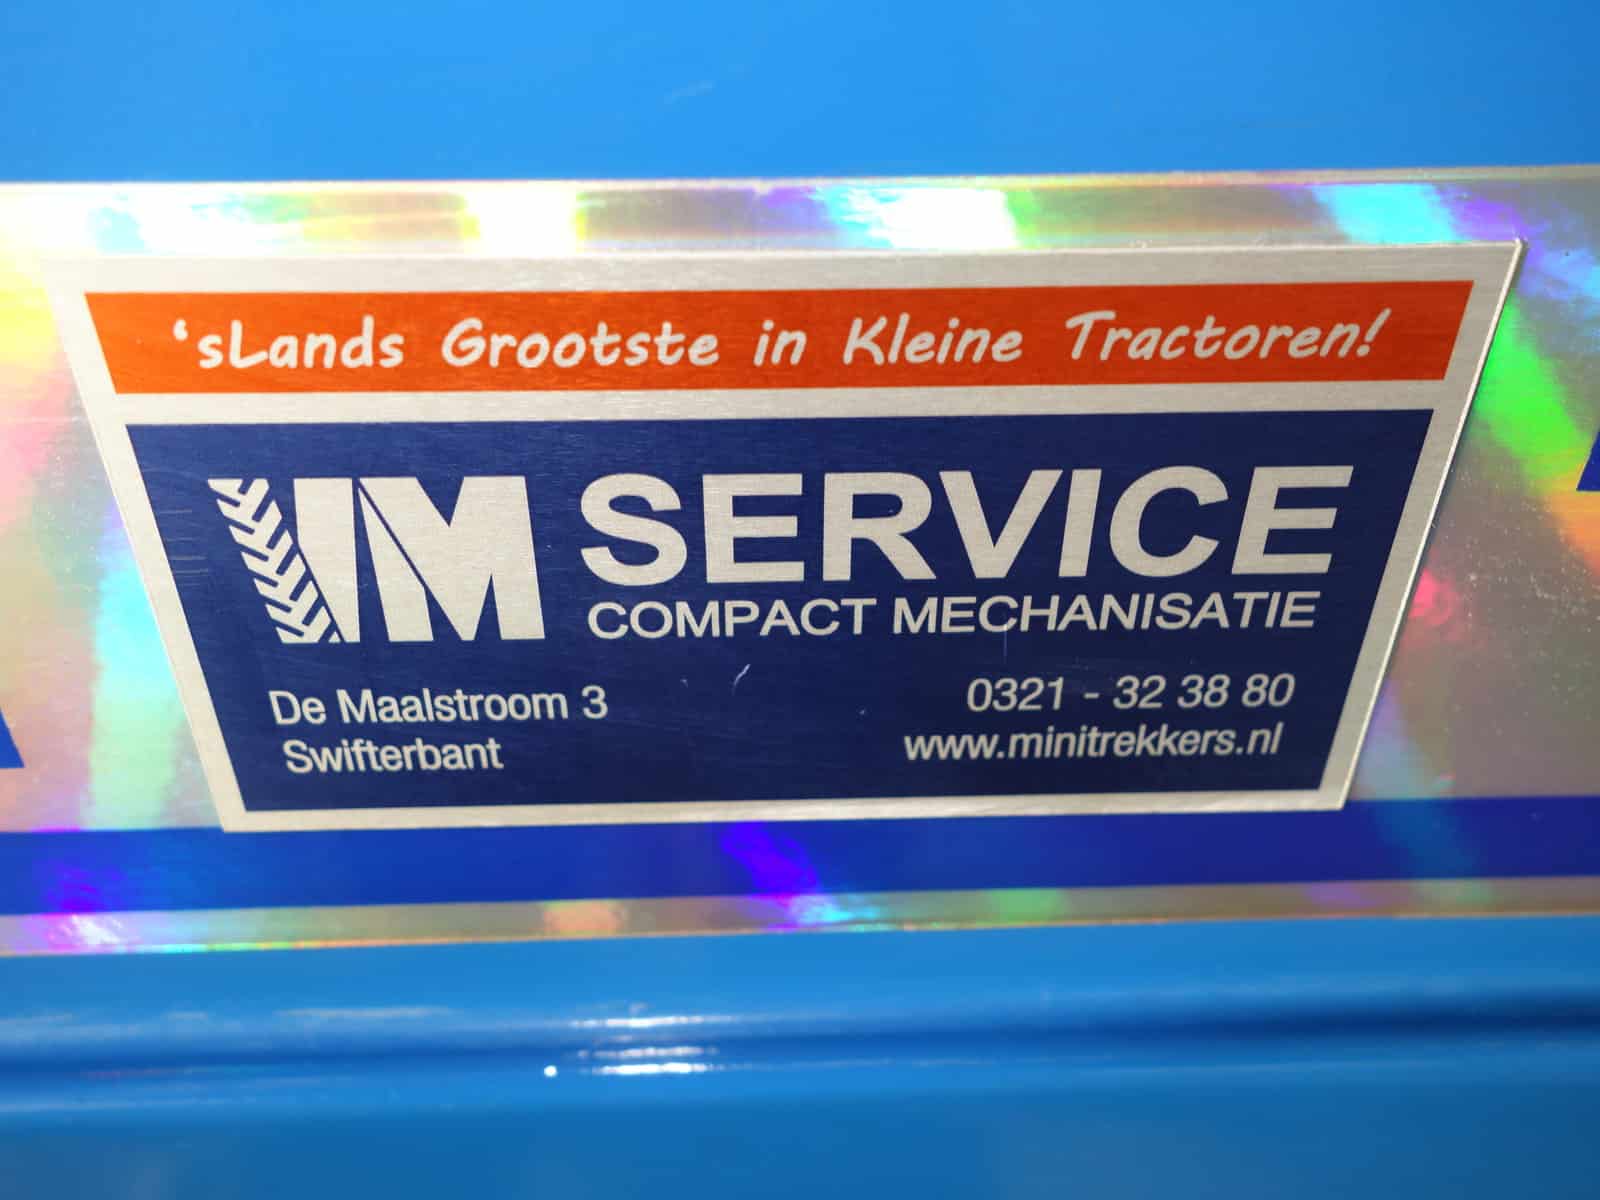 ‘sLands Grootste in Kleine Tractoren!
IM SERVICE
COMPACT MECHANISATIE
De Maalstroom 3
Swifterbant
0321 - 32 38 80
www.minitrekkers.nl